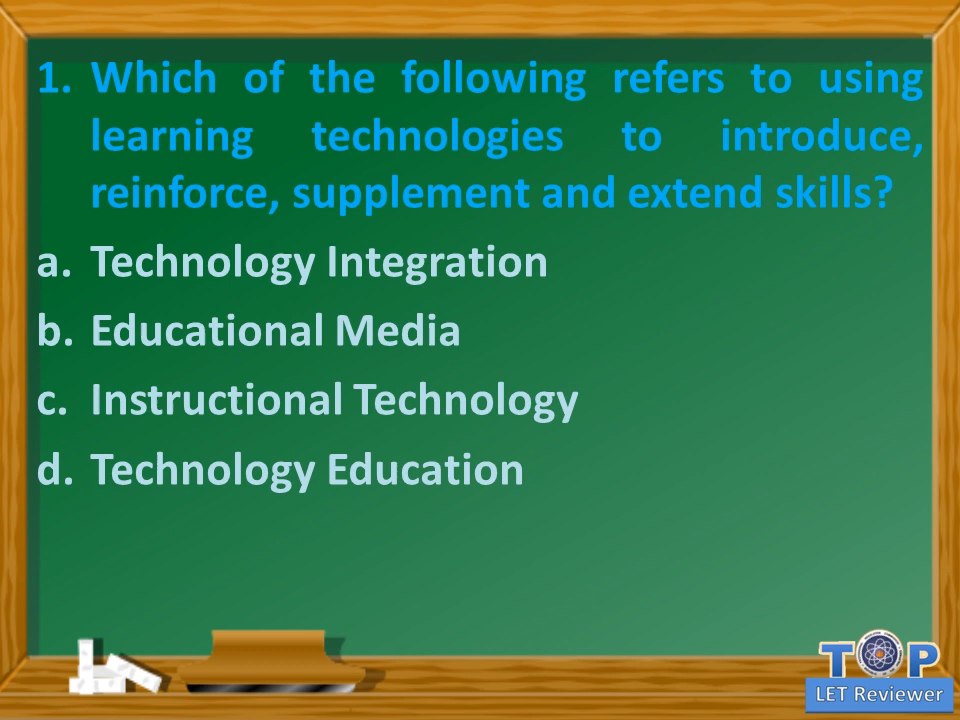 1. Which of the following refers to using
learning technologies to introduce,
reinforce, supplement and extend skills?
a. Technology Integration
b. Educational Media
c. Instructional Technology
d. Technology Education
TOP
LET Reviewer